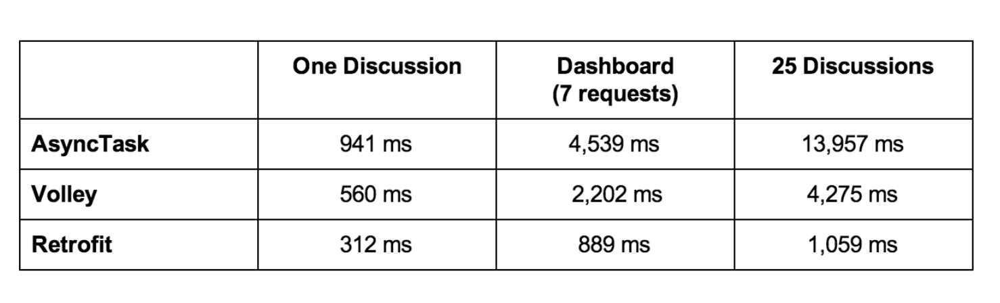 One Discussion
Dashboard
(7 requests)
25 Discussions
AsyncTask 941 ms 4,539 ms 13,957 ms
Volley 560 ms 2,202 ms 4,275 ms
Retrofit 312 ms 889 ms 1,059 ms